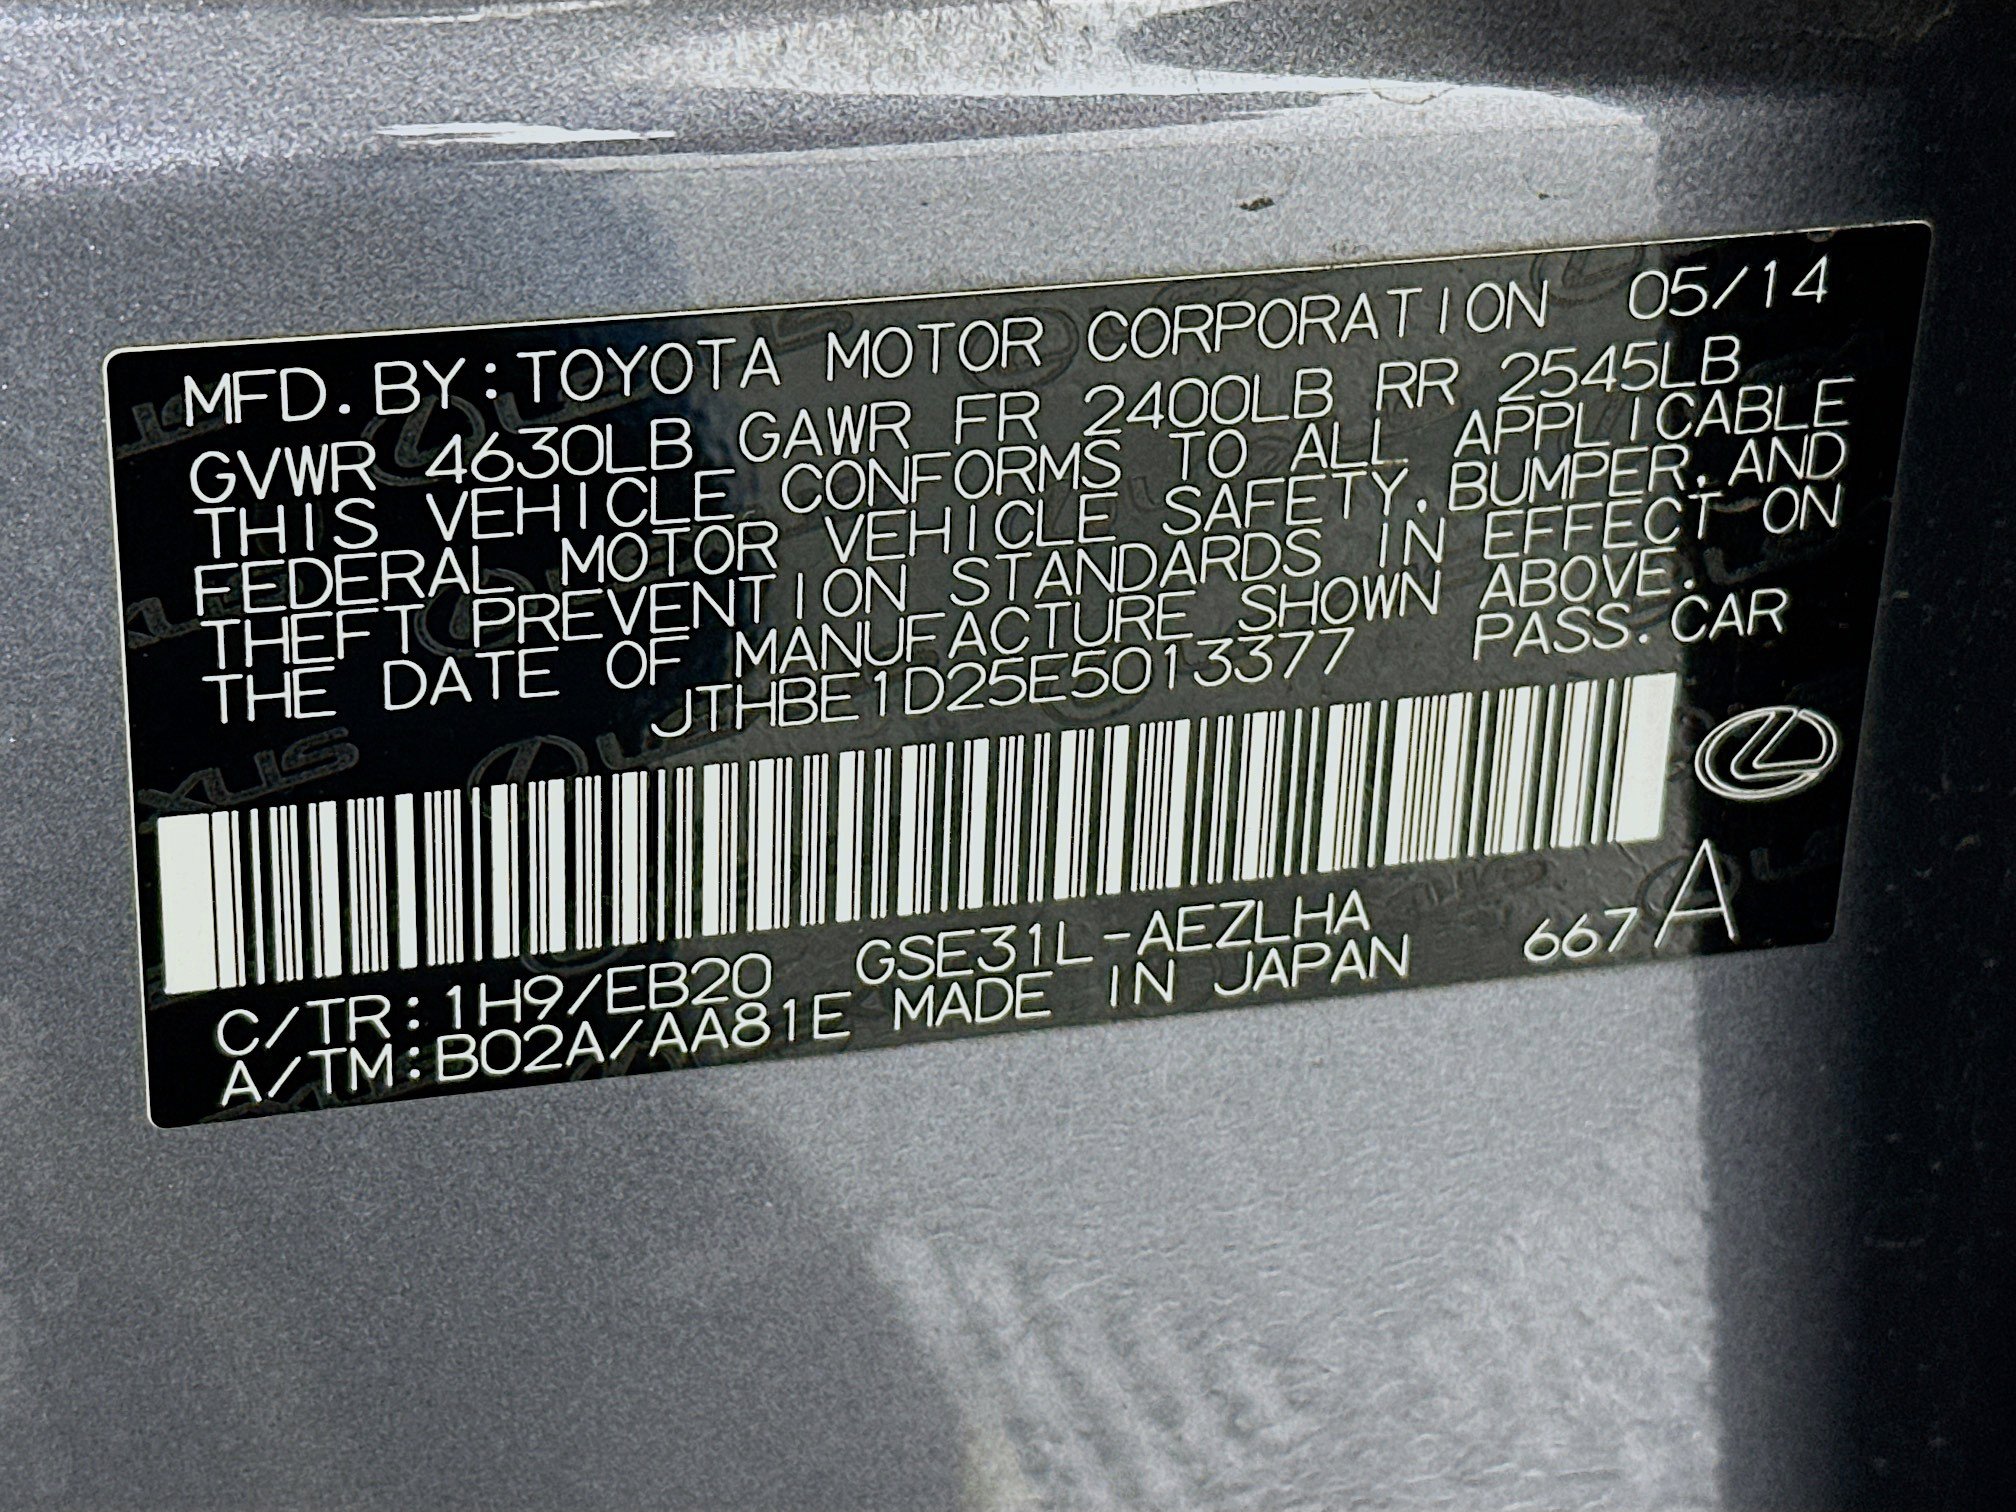 MFD. BY:TOYOTA MOTOR CORPORATION 05/14
GVWR 4630LB GAWR FR 2400LB RR 2545LB
THIS VEHICLE CONFORMS TO ALL APPLICABLE
FEDERAL MOTOR VEHICLE SAFETY,BUMPER,AND
THEFT PREVENTION STANDARDS IN EFFECT ON
THE DATE OF MANUFACTURE SHOWN ABOVE.
JTHBE1D25E5013377 PASS.CAR
C/TR:1H9/EB20 GSE31L-AEZLHA 667A
A/TM:B02A/AA81E MADE IN JAPAN